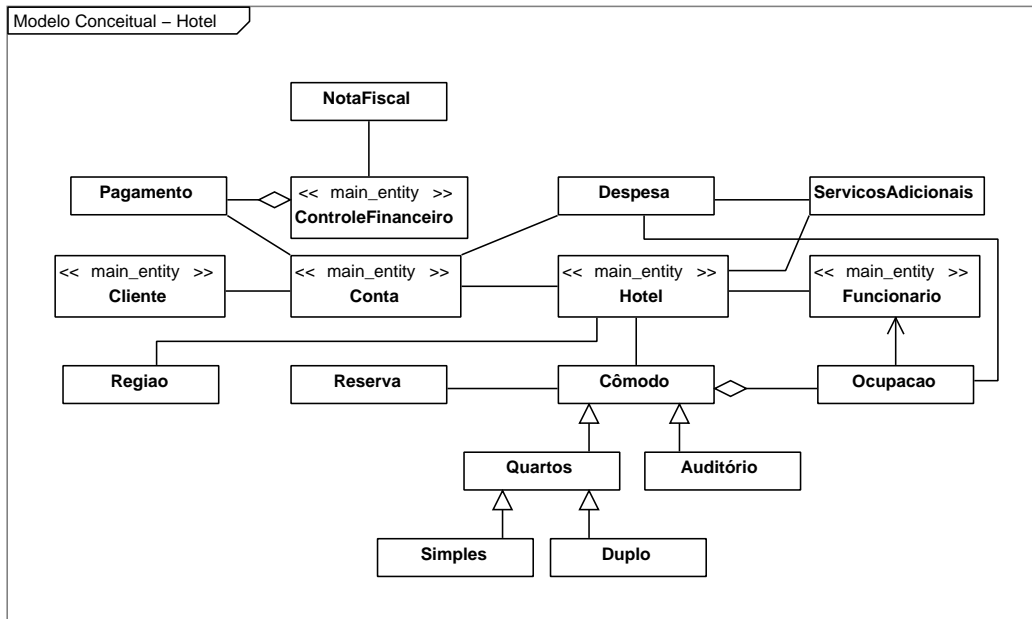 Modelo Conceitual – Hotel
NotaFiscal
Pagamento
<< main_entity >>
ControleFinanceiro
Despesa
ServicosAdicionais
<< main_entity >>
Cliente
<< main_entity >>
Conta
<< main_entity >>
Hotel
<< main_entity >>
Funcionario
Regiao
Reserva
Cômodo
Ocupacao
Quartos
Auditório
Simples
Duplo